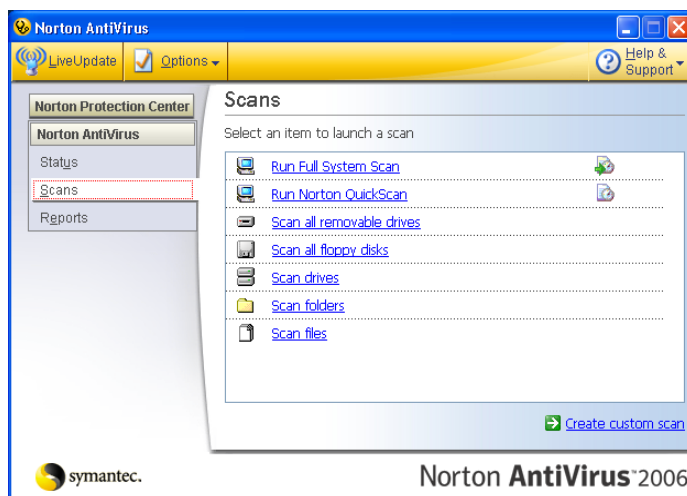 Norton AntiVirus
LiveUpdate
Options
Help &
Support
Norton Protection Center
Norton AntiVirus
Status
Scans
Reports
Scans
Select an item to launch a scan
Run Full System Scan
Run Norton QuickScan
Scan all removable drives
Scan all floppy disks
Scan drives
Scan folders
Scan files
Create custom scan
symantec.
Norton AntiVirus™2006